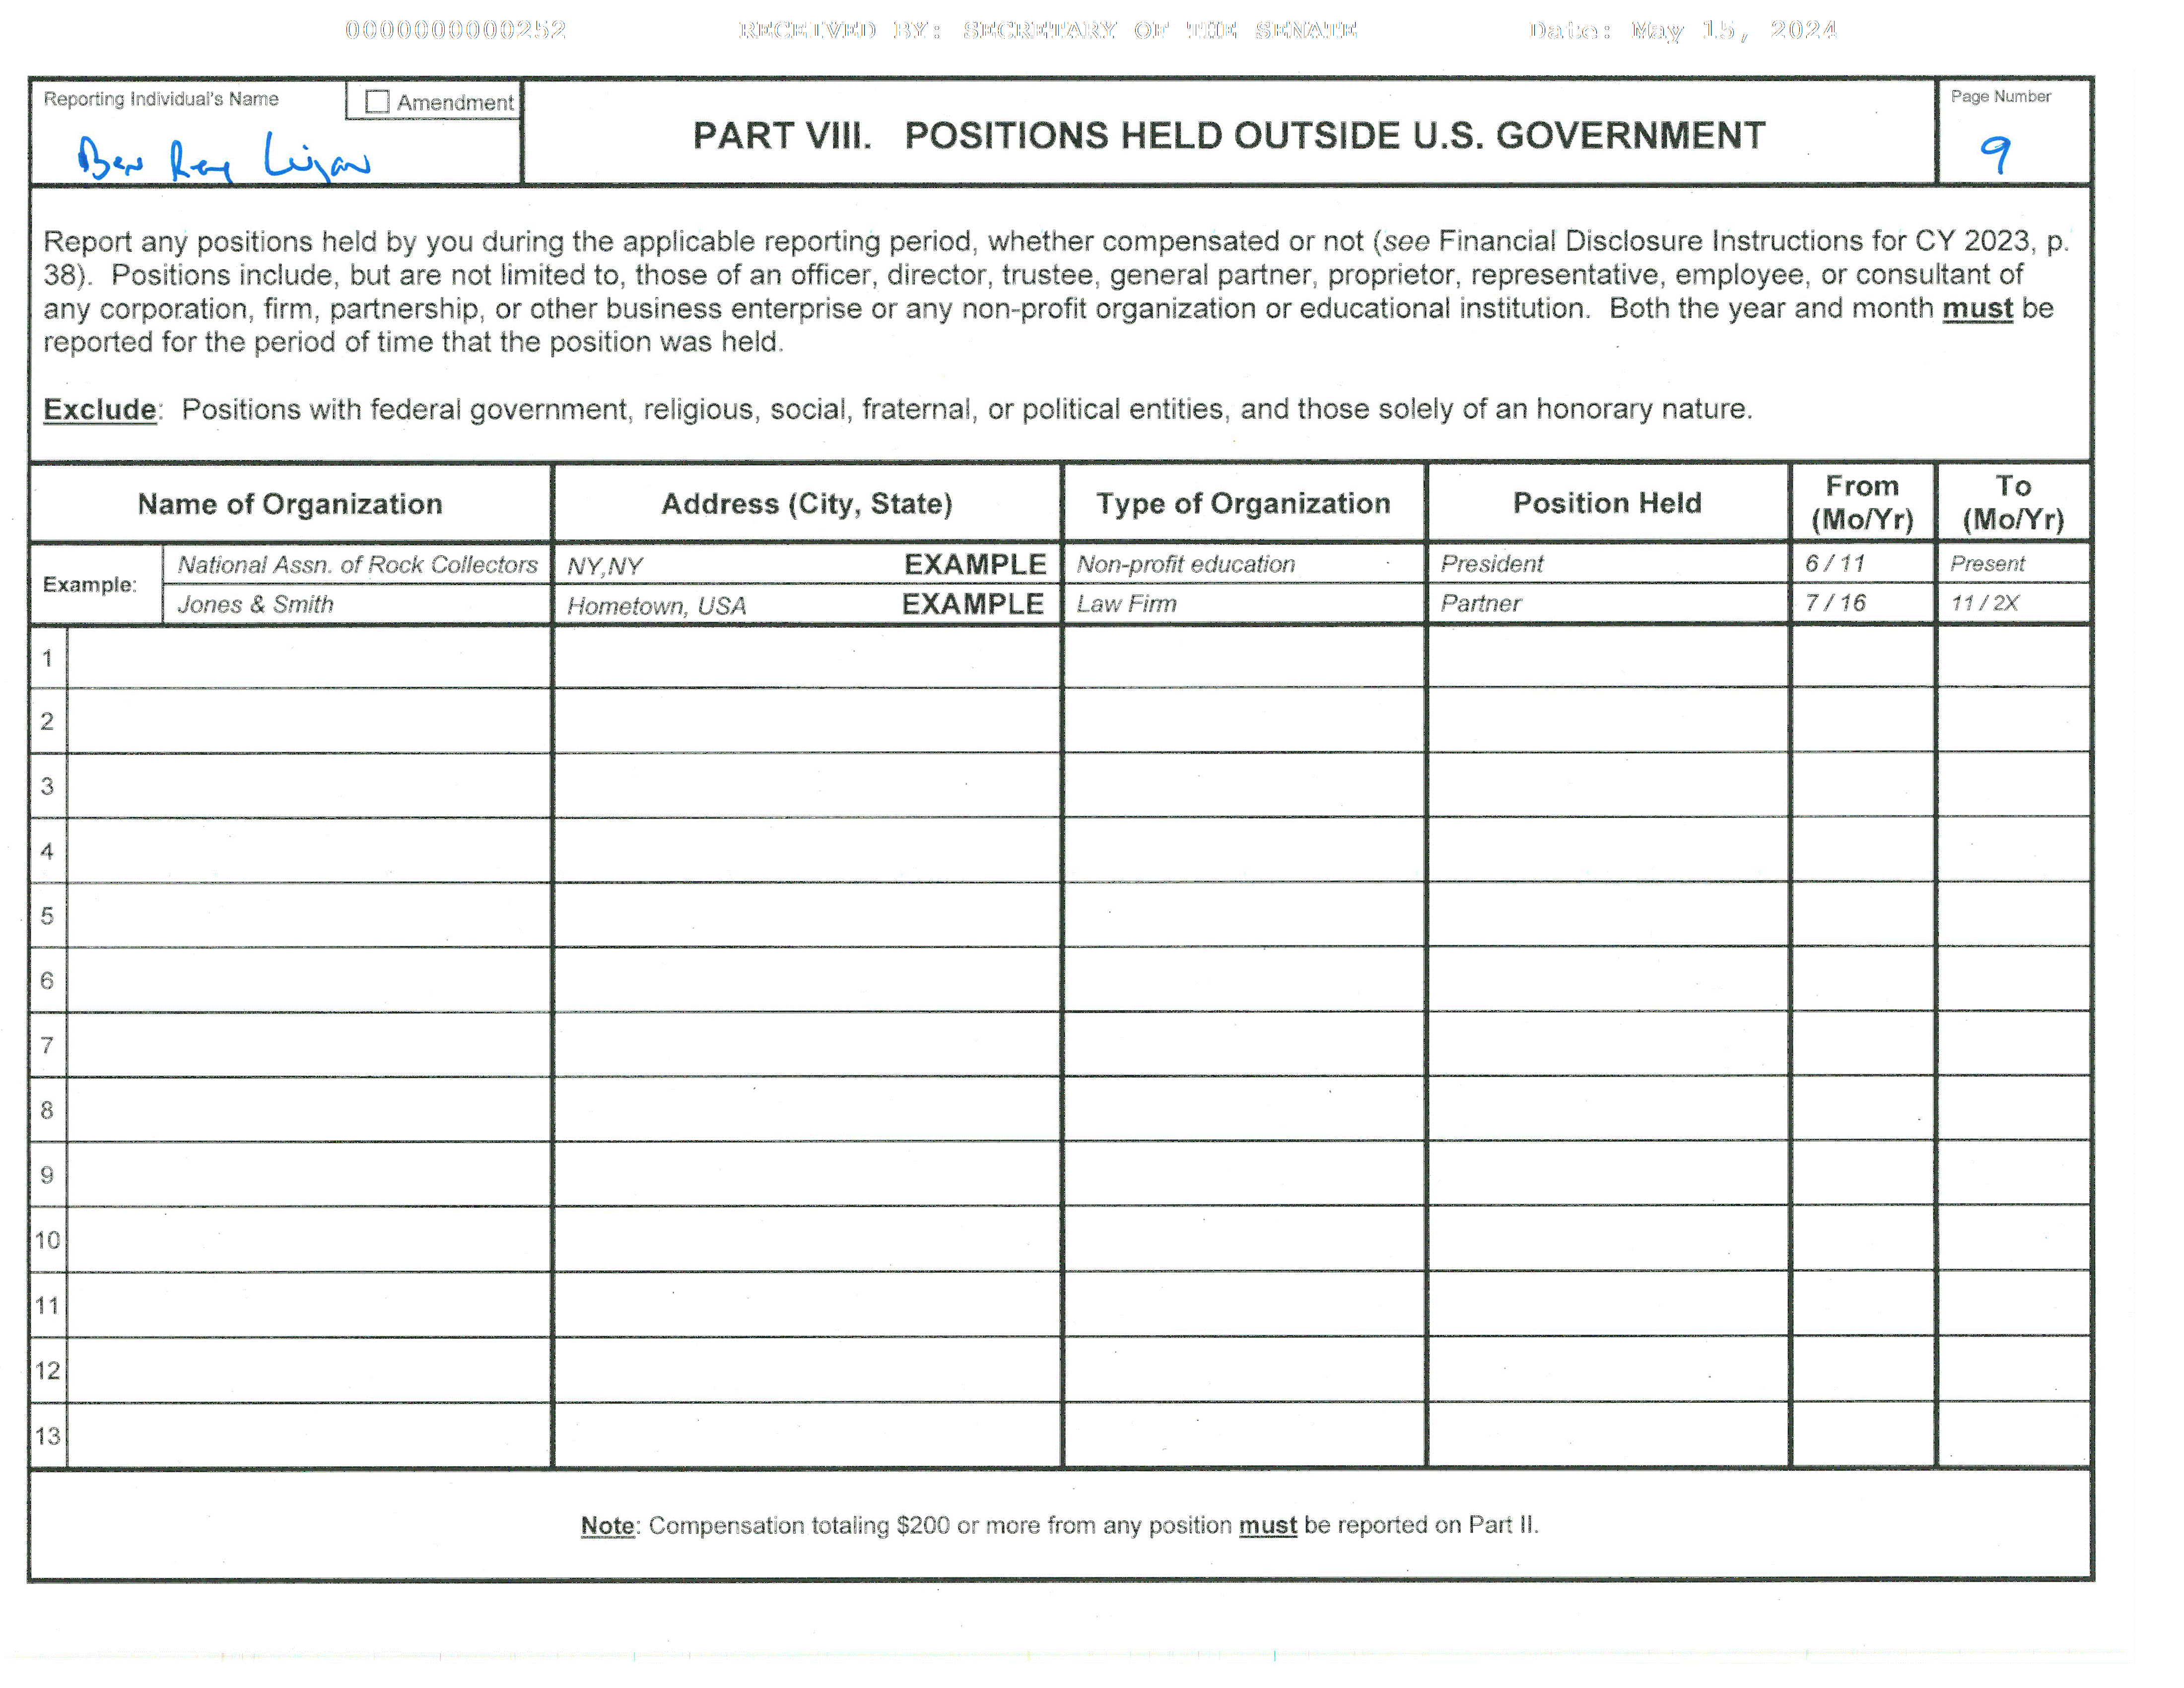 0000000000252 RECEIVED BY: SECRETARY OF THE SENATE Date: May 15, 2024
Reporting Individual's Name
Amendment
Ben Ray Lujan
PART VIII. POSITIONS HELD OUTSIDE U.S. GOVERNMENT
Page Number
9
Report any positions held by you during the applicable reporting period, whether compensated or not (see Financial Disclosure Instructions for CY 2023, p.
38). Positions include, but are not limited to, those of an officer, director, trustee, general partner, proprietor, representative, employee, or consultant of
any corporation, firm, partnership, or other business enterprise or any non-profit organization or educational institution. Both the year and month must be
reported for the period of time that the position was held.
Exclude: Positions with federal government, religious, social, fraternal, or political entities, and those solely of an honorary nature.
Name of Organization Address (City, State) Type of Organization Position Held From (Mo/Yr) To (Mo/Yr)
Example:
National Assn. of Rock Collectors NY,NY EXAMPLE Non-profit education President 6 / 11 Present
Jones & Smith Hometown, USA EXAMPLE Law Firm Partner 7 / 16 11 / 2X
1
2
3
4
5
6
7
8
9
10
11
12
13
Note: Compensation totaling $200 or more from any position must be reported on Part II.